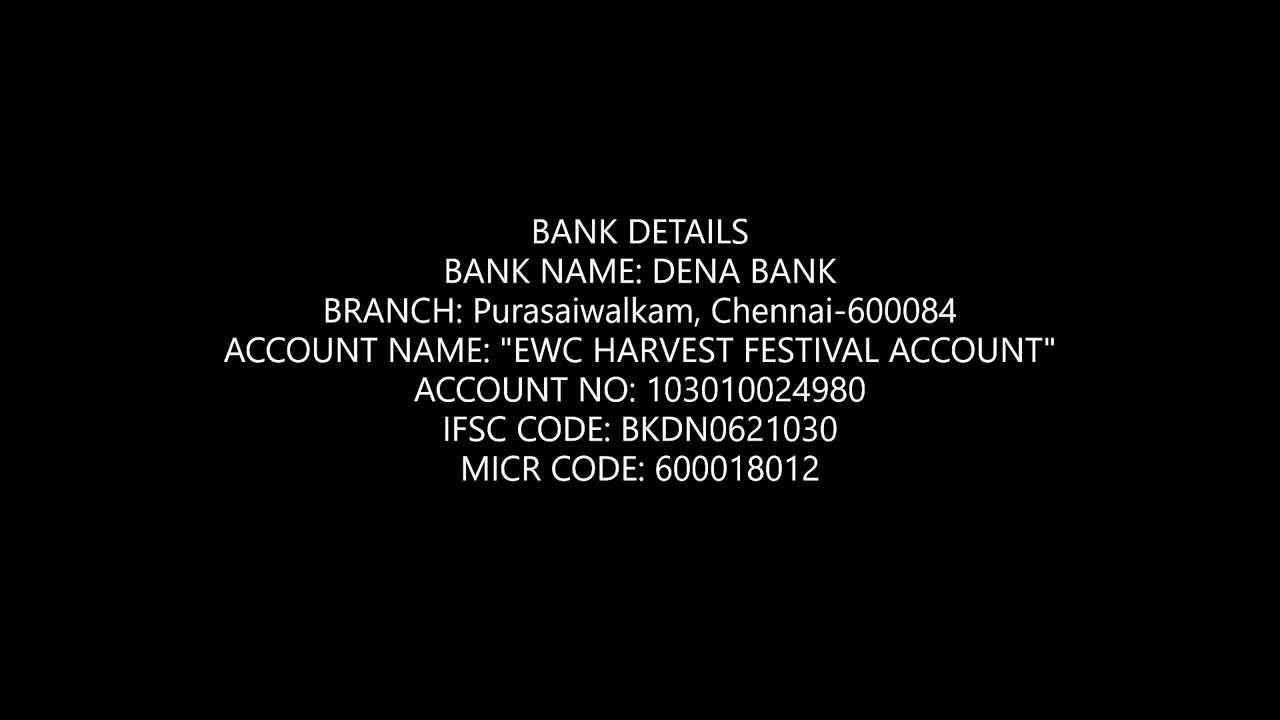 BANK DETAILS
BANK NAME: DENA BANK
BRANCH: Purasaiwalkam, Chennai-600084
ACCOUNT NAME: "EWC HARVEST FESTIVAL ACCOUNT"
ACCOUNT NO: 103010024980
IFSC CODE: BKDN0621030
MICR CODE: 600018012